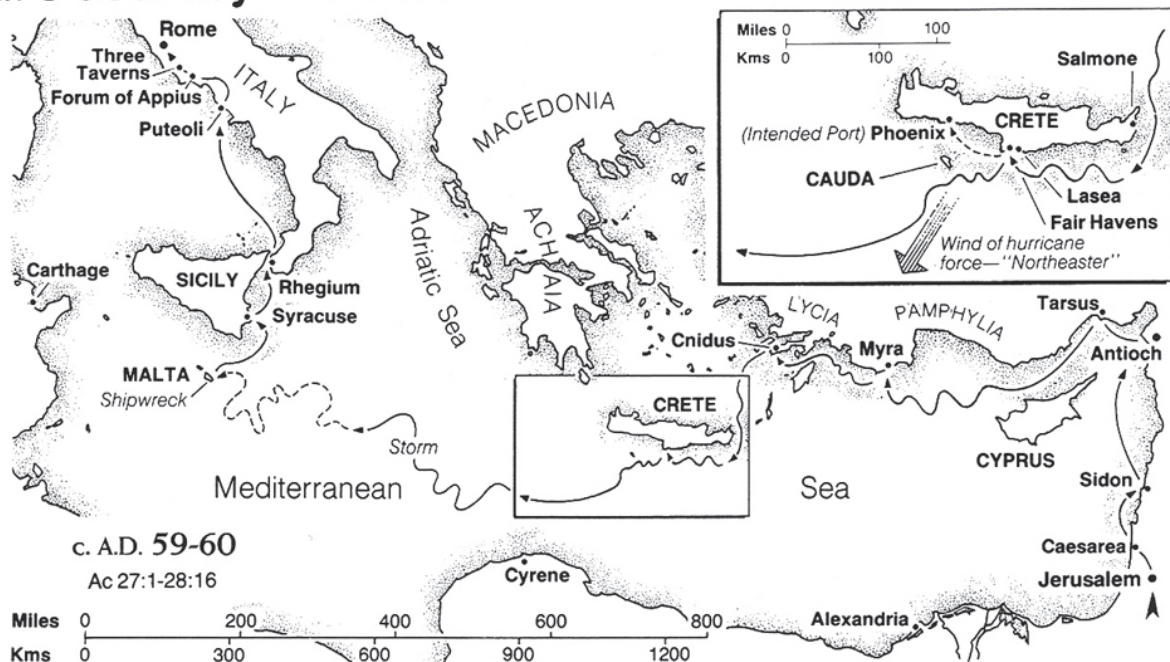 Rome
Three
Taverns
Forum of Appius
Puteoli
ITALY
MACEDONIA
Adriatic Sea
ACHAIA
Carthage
SICILY
Rhegium
Syracuse
MALTA
Shipwreck
Storm
Mediterranean
Sea
c. A.D. 59-60
Ac 27:1-28:16
Miles 0 200 400 600 800
Kms 0 300 600 900 1200
Cyrene
Alexandria
CRETE
Cnidus
LYCIA
Myra
PAMPHYLIA
Tarsus
Antioch
CYPRUS
Sidon
Caesarea
Jerusalem
Miles 0 100
Kms 0 100
Salmone
CRETE
(Intended Port) Phoenix
CAUDA
Lasea
Fair Havens
Wind of hurricane
force—"Northeaster"